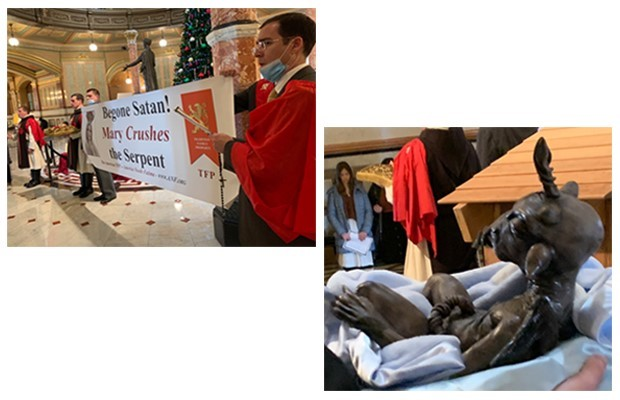 Begone Satan!
Mary Crushes
the Serpent
TFP